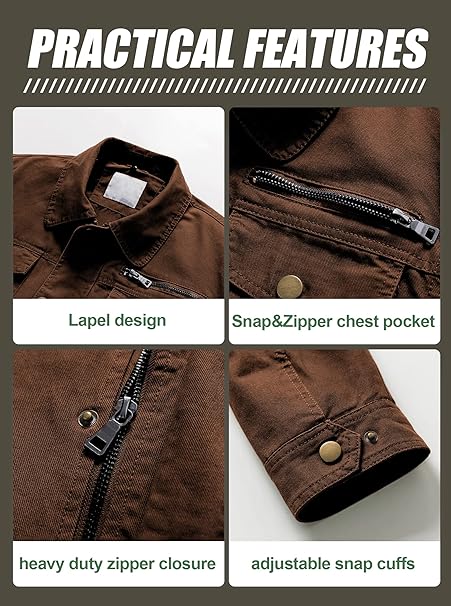 PRACTICAL FEATURES
Lapel design
Snap&Zipper chest pocket
heavy duty zipper closure
adjustable snap cuffs